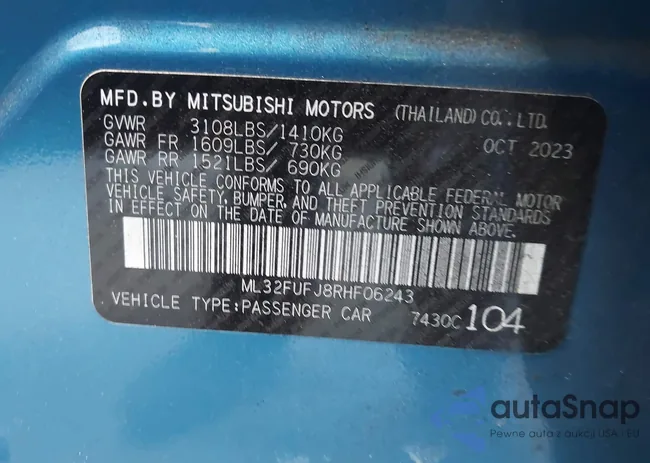 MFD.BY MITSUBISHI MOTORS (THAILAND) CO., LTD.
GVWR 3108LBS/1410KG OCT 2023
GAWR FR 1609LBS/ 730KG
GAWR RR 1521LBS/ 690KG
THIS VEHICLE CONFORMS TO ALL APPLICABLE FEDERAL MOTOR
VEHICLE SAFETY, BUMPER, AND THEFT PREVENTION STANDARDS
IN EFFECT ON THE DATE OF MANUFACTURE SHOWN ABOVE.
ML32FUFJ8RHF06243
VEHICLE TYPE:PASSENGER CAR 7430C 104
autaSnap
Pewne auta z aukcji USA - EU